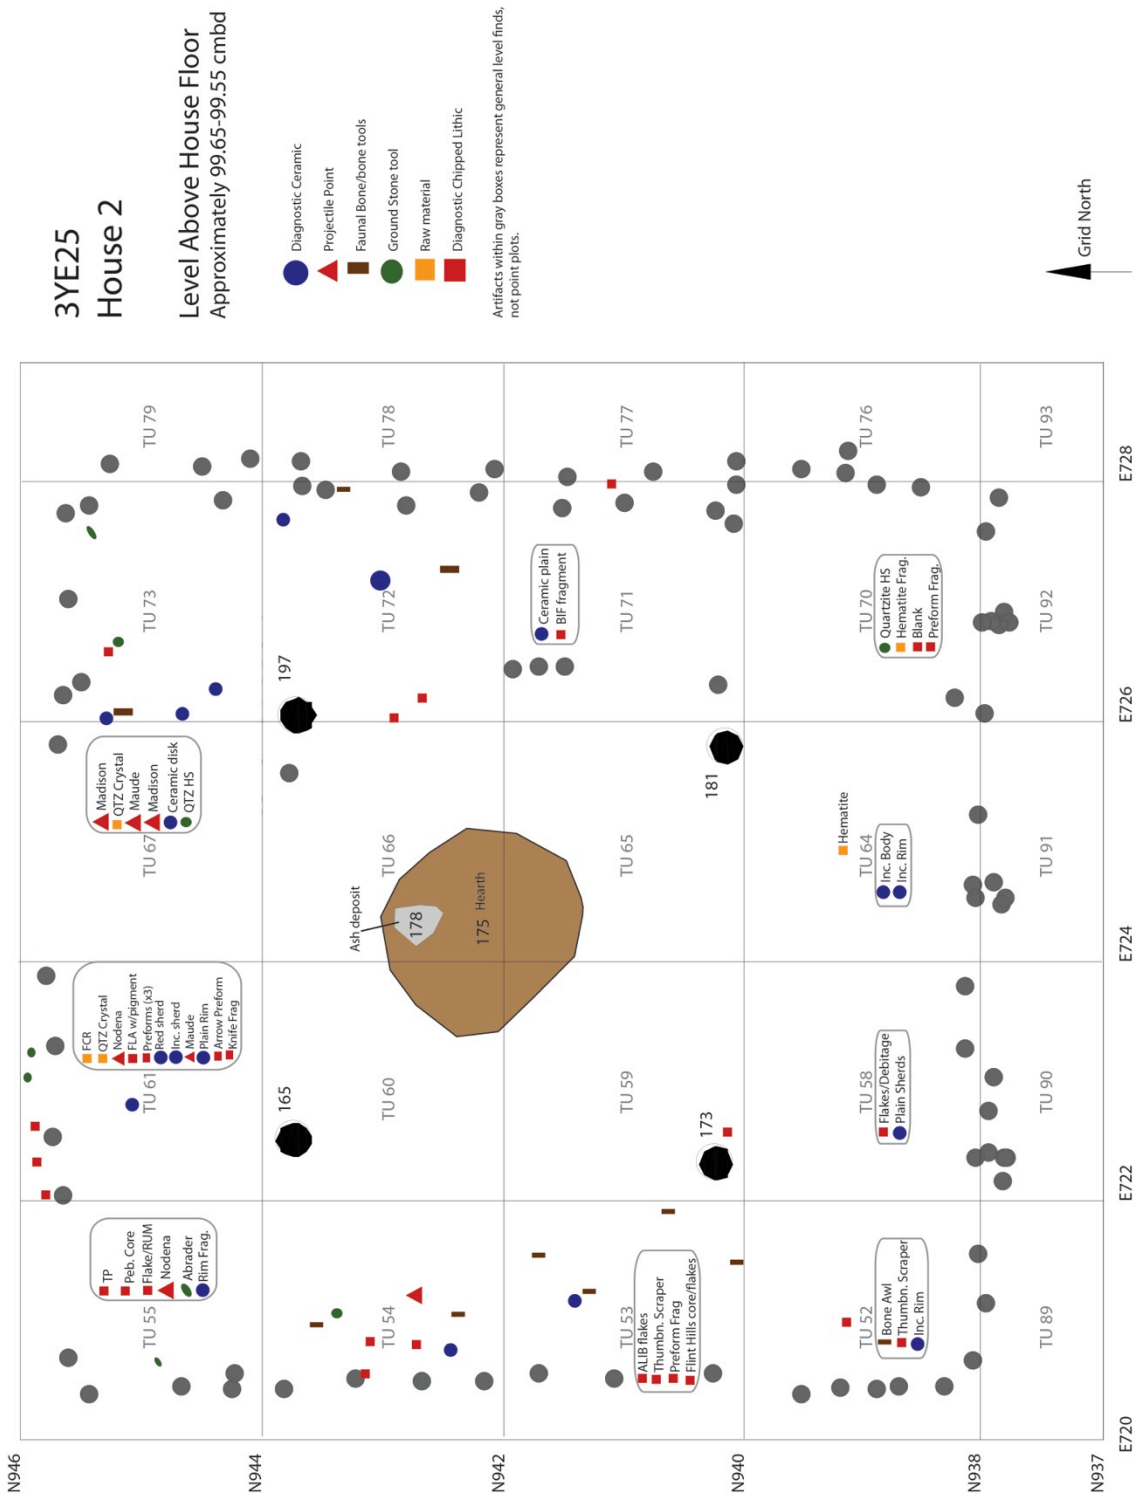 3YE25
House 2
Level Above House Floor
Approximately 99.65-99.55 cmbd
Diagnostic Ceramic
Projectile Point
Faunal Bone/bone tools
Ground Stone tool
Raw material
Diagnostic Chipped Lithic
Artifacts within gray boxes represent general level finds,
not point plots.
Grid North
N946
N944
N942
N940
N938
N937
E720
E722
E724
E726
E728
TU 55
TP
Peb. Core
Flake/RUM
Nodena
Abrader
Rim Frag.
TU 61
FCR
QTZ Crystal
Nodena
FLA w/pigment
Preforms (x3)
Red sherd
Inc. sherd
Maude
Plain Rim
Arrow Preform
Knife Frag
TU 67
Madison
QTZ Crystal
Maude
Madison
Ceramic disk
QTZ HS
TU 73
TU 79
TU 54
TU 60
165
TU 66
Ash deposit
178
175
Hearth
197
TU 72
TU 78
TU 53
ALIB flakes
Thumbn. Scraper
Preform Frag
Flint Hills core/flakes
TU 59
173
TU 65
181
TU 71
Ceramic plain
BIF fragment
TU 77
TU 52
Bone Awl
Thumbn. Scraper
Inc. Rim
TU 58
Flakes/Debitage
Plain Sherds
TU 64
Hematite
Inc. Body
Inc. Rim
TU 70
Quartzite HS
Hematite Frag.
Blank
Preform Frag.
TU 76
TU 89
TU 90
TU 91
TU 92
TU 93